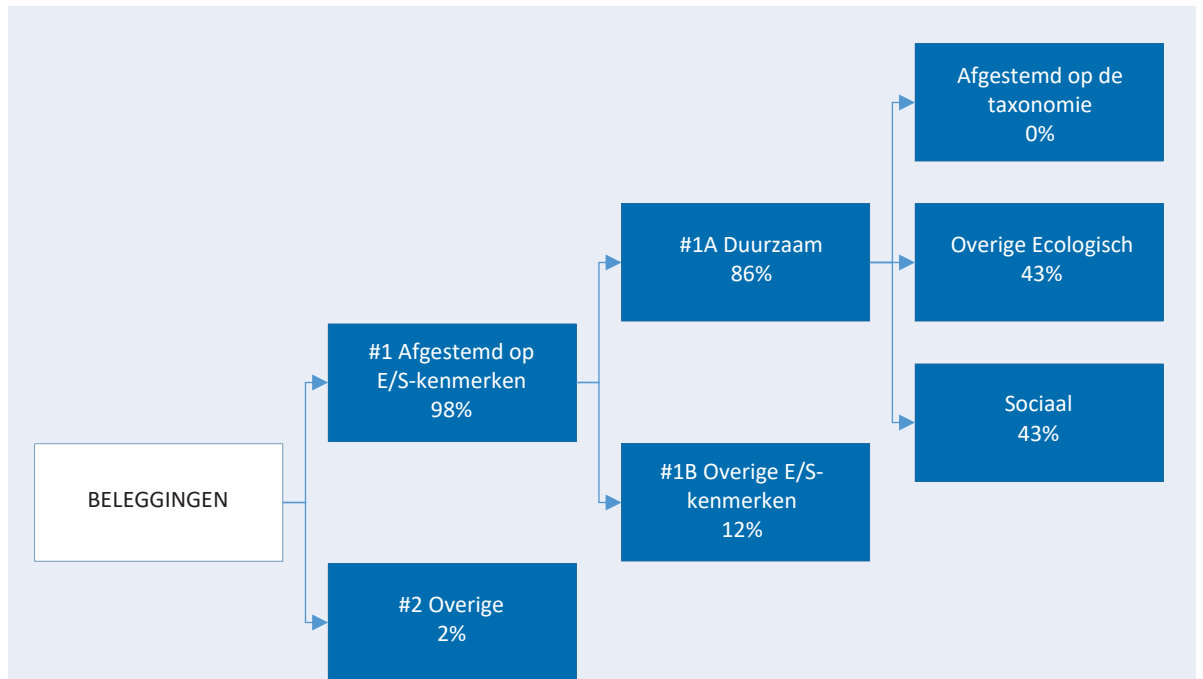 Afgestemd op de
taxonomie
0%
#1A Duurzaam
86%
Overige Ecologisch
43%
#1 Afgestemd op
E/S-kenmerken
98%
Sociaal
43%
BELEGGINGEN
#1B Overige E/S-
kenmerken
12%
#2 Overige
2%